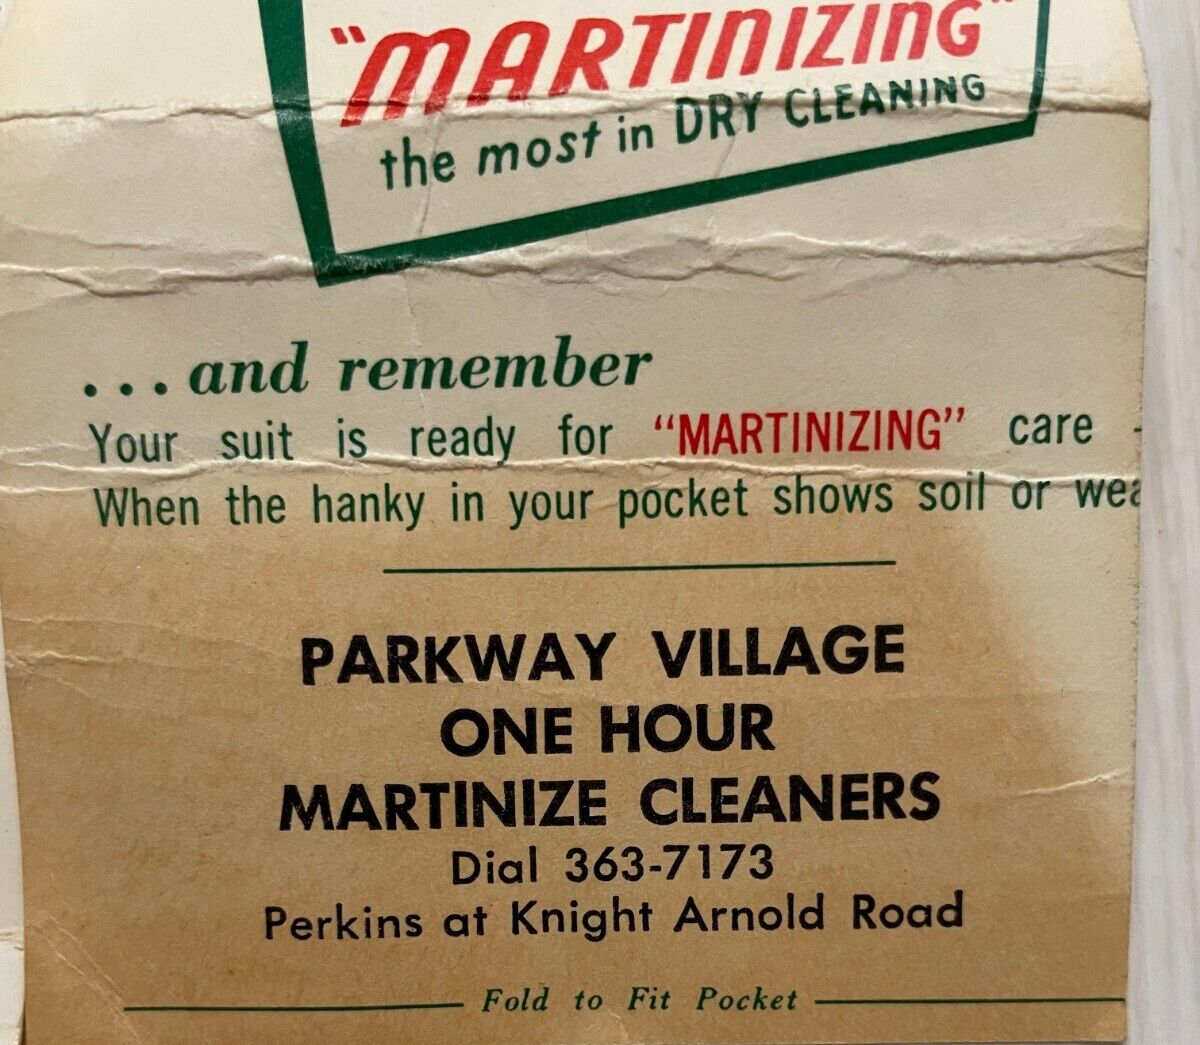 "MARTINIZING"
the most in DRY CLEANING
...and remember
Your suit is ready for "MARTINIZING" care -
When the hanky in your pocket shows soil or
PARKWAY VILLAGE
ONE HOUR
MARTINIZE CLEANERS
Dial 363-7173
Perkins at Knight Arnold Road
Fold to Fit Pocket